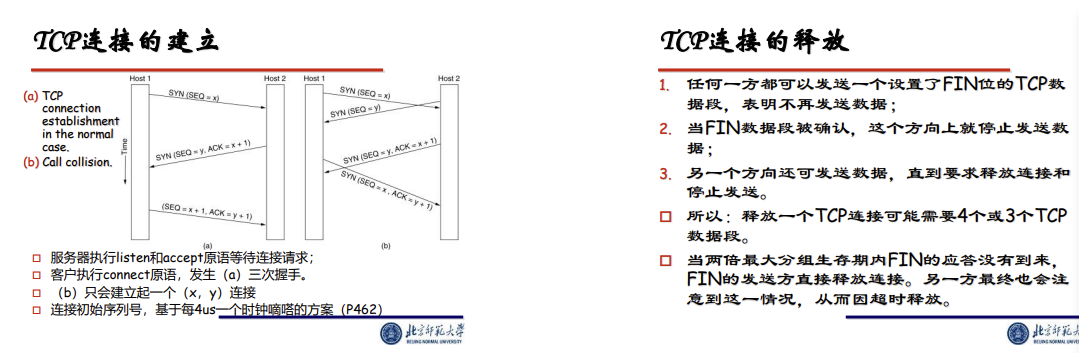 TCP连接的建立
(a) TCP
connection
establishment
in the normal
case.
(b) Call collision.
Host 1
Host 2
Time
SYN (SEQ = x)
SYN (SEQ = y, ACK = x + 1)
(SEQ = x + 1, ACK = y + 1)
(a)
Host 1
Host 2
SYN (SEQ = x)
SYN (SEQ = y)
SYN (SEQ = y, ACK = x + 1)
SYN (SEQ = x , ACK = y + 1)
(b)
服务器执行listen和accept原语等待连接请求；
客户执行connect原语，发生（a）三次握手。
（b）只会建立起一个（x，y）连接
连接初始序列号，基于每4us一个时钟嘀嗒的方案（P462）
北京师范大学
BEIJING NORMAL UNIVERSITY
TCP连接的释放
1. 任何一方都可以发送一个设置了FIN位的TCP数
据段，表明不再发送数据；
2. 当FIN数据段被确认，这个方向上就停止发送数
据；
3. 另一个方向还可发送数据，直到要求释放连接和
停止发送。
所以：释放一个TCP连接可能需要4个或3个TCP
数据段。
当两倍最大分组生存期内FIN的应答没有到来，
FIN的发送方直接释放连接。另一方最终也会注
意到这一情况，从而因超时释放。
北京师范大学
BEIJING NORMAL UNIVERSITY